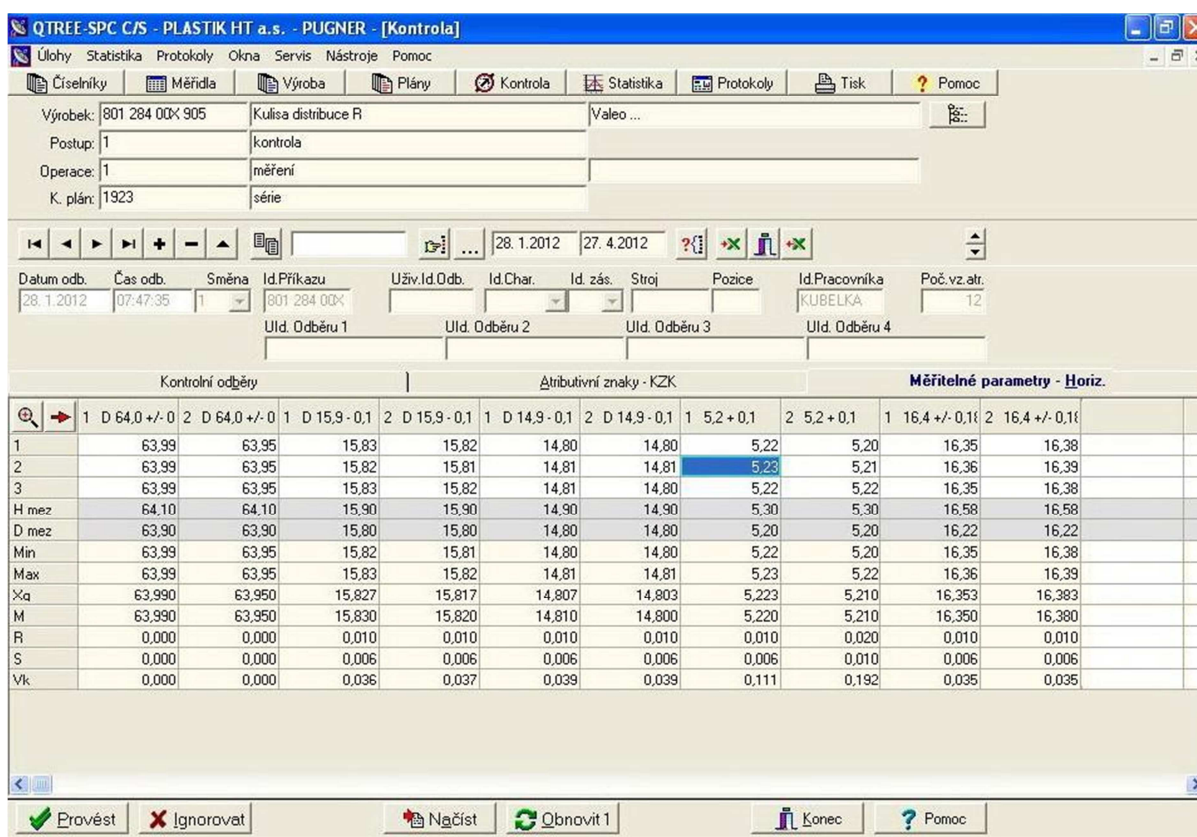 QTREE-SPC C/S - PLASTIK HT a.s. - PUGNER - [Kontrola]
Úlohy Statistika Protokoly Okna Servis Nástroje Pomoc
Číselníky Měřidla Výroba Plány Kontrola Statistika Protokoly Tisk Pomoc
Výrobek: 801 284 00X 905 Kulisa distribuce R Valeo ...
Postup: 1 kontrola
Operace: 1 měření
K. plán: 1923 série
28. 1.2012 27. 4.2012
Datum odb. Čas odb. Směna Id.Příkazu Uživ.Id.Odb. Id.Char. Id. zás. Stroj Pozice Id.Pracovníka Poč.vz.atr.
28. 1.2012 07:47:35 1 801 284 00X KUBELKA 12
UId. Odběru 1 UId. Odběru 2 UId. Odběru 3 UId. Odběru 4
Kontrolní odběry Atributivní znaky - KZK Měřitelné parametry - Horiz.
1 D 64,0 +/- 0 2 D 64,0 +/- 0 1 D 15,9 - 0,1 2 D 15,9 - 0,1 1 D 14,9 - 0,1 2 D 14,9 - 0,1 1 5,2 + 0,1 2 5,2 + 0,1 1 16,4 +/- 0,18 2 16,4 +/- 0,18
1 63,99 63,95 15,83 15,82 14,80 14,80 5,22 5,20 16,35 16,38
2 63,99 63,95 15,82 15,81 14,81 14,81 5,23 5,21 16,36 16,39
3 63,99 63,95 15,83 15,82 14,81 14,80 5,22 5,22 16,35 16,38
H mez 64,10 64,10 15,90 15,90 14,90 14,90 5,30 5,30 16,58 16,58
D mez 63,90 63,90 15,80 15,80 14,80 14,80 5,20 5,20 16,22 16,22
Min 63,99 63,95 15,82 15,81 14,80 14,80 5,22 5,20 16,35 16,38
Max 63,99 63,95 15,83 15,82 14,81 14,81 5,23 5,22 16,36 16,39
Xq 63,990 63,950 15,827 15,817 14,807 14,803 5,223 5,210 16,353 16,383
M 63,990 63,950 15,830 15,820 14,810 14,800 5,220 5,210 16,350 16,380
R 0,000 0,000 0,010 0,010 0,010 0,010 0,010 0,020 0,010 0,010
S 0,000 0,000 0,006 0,006 0,006 0,006 0,006 0,010 0,006 0,006
Vk 0,000 0,000 0,036 0,037 0,039 0,039 0,111 0,192 0,035 0,035
Provést Ignorovat Načíst Obnovit 1 Konec Pomoc